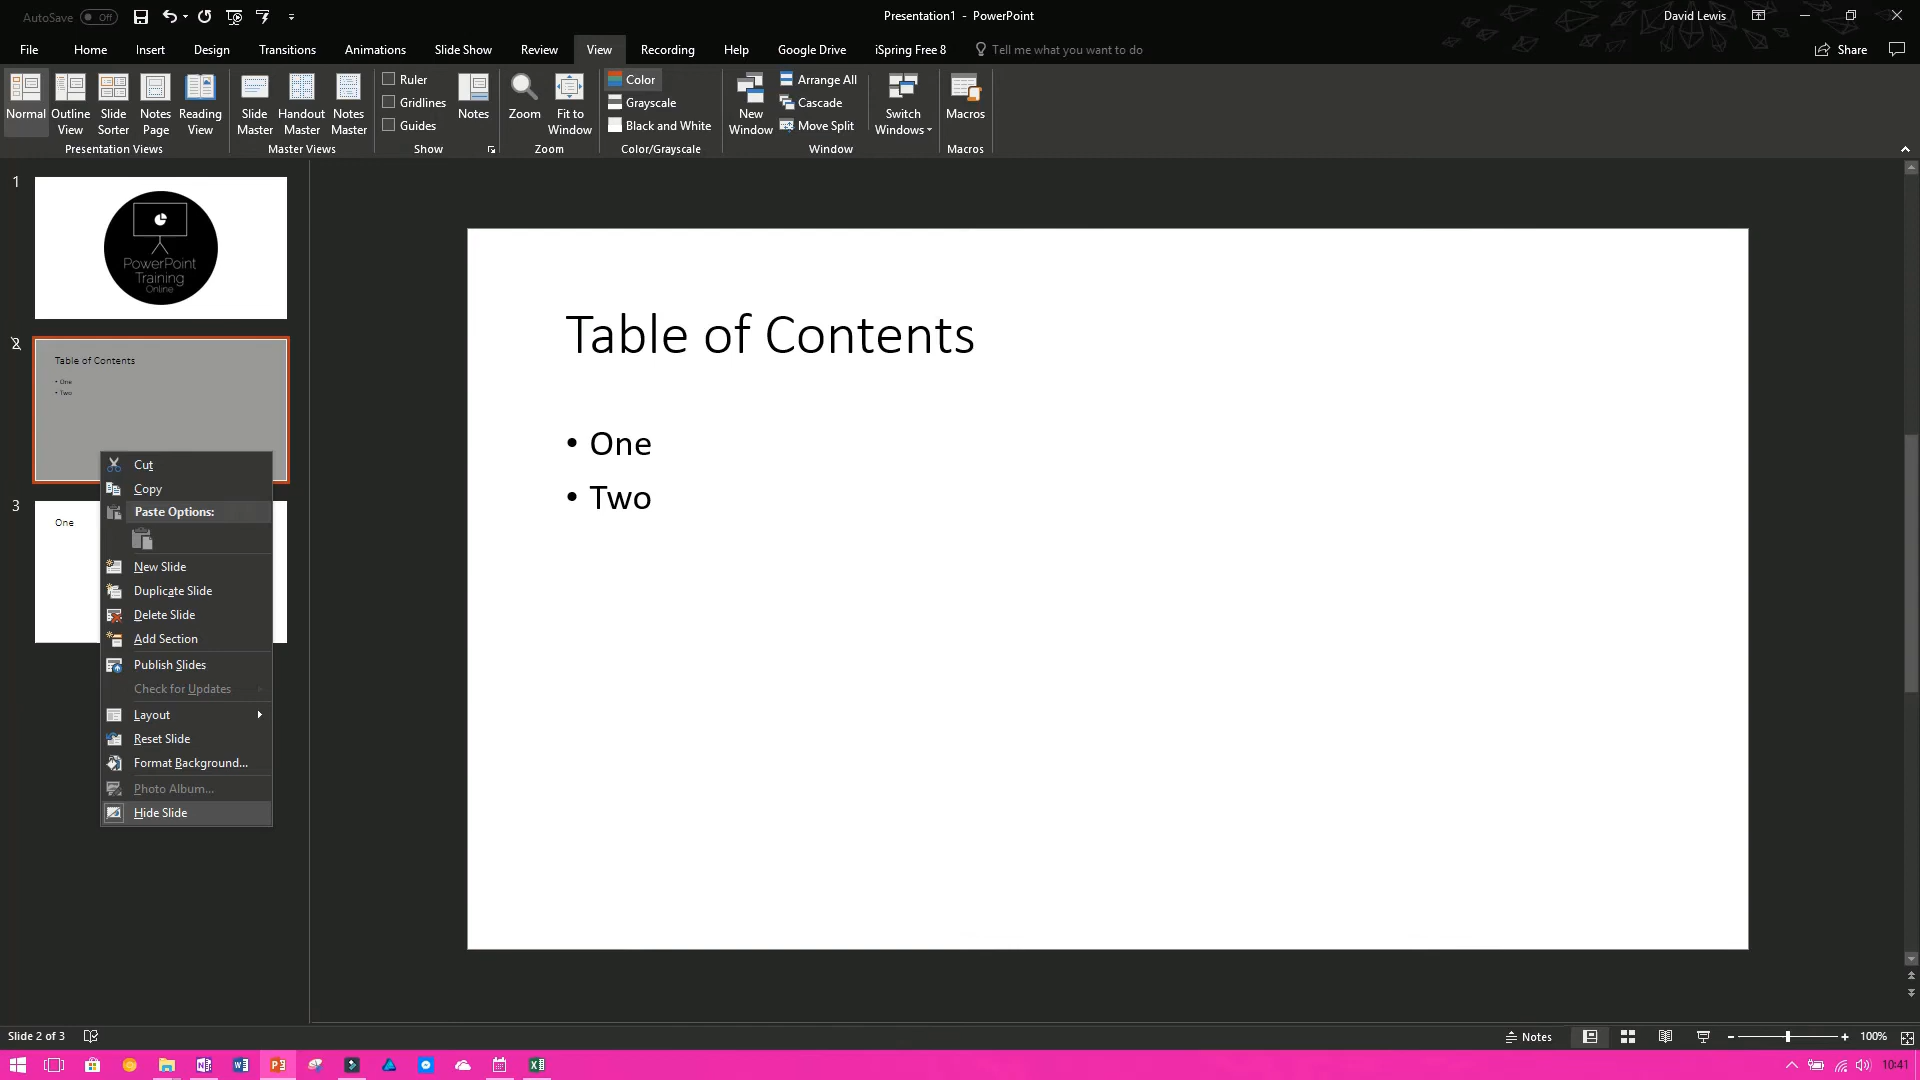 AutoSave Off
Presentation1 - PowerPoint
David Lewis
File Home Insert Design Transitions Animations Slide Show Review View Recording Help Google Drive iSpring Free 8 Tell me what you want to do
Share
Normal
Outline View
Slide Sorter
Notes Page
Reading View
Presentation Views
Slide Master
Handout Master
Notes Master
Master Views
Ruler
Gridlines
Guides
Notes
Show
Zoom
Fit to Window
Zoom
Color
Grayscale
Black and White
Color/Grayscale
New Window
Arrange All
Cascade
Move Split
Switch Windows
Window
Macros
Macros
1
PowerPoint
Training
Online
2
Table of Contents
• One
• Two
3
One
Cut
Copy
Paste Options:
New Slide
Duplicate Slide
Delete Slide
Add Section
Publish Slides
Check for Updates
Layout
Reset Slide
Format Background...
Photo Album...
Hide Slide
Table of Contents
• One
• Two
Slide 2 of 3
Notes
100%
10:41